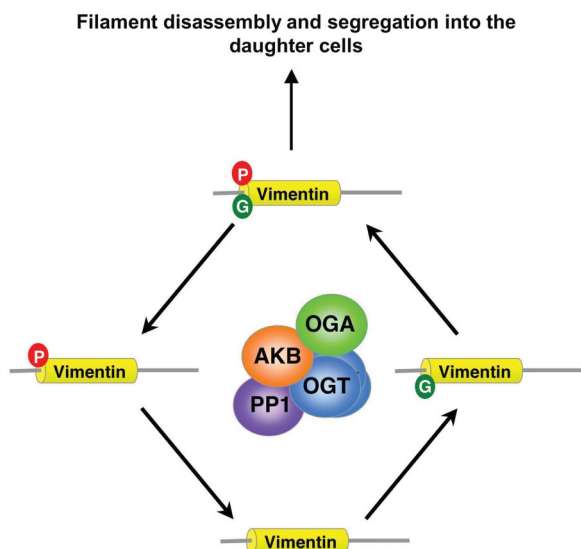 Filament disassembly and segregation into the
daughter cells
P
G
Vimentin
OGA
P
Vimentin
AKB
OGT
Vimentin
G
PP1
Vimentin